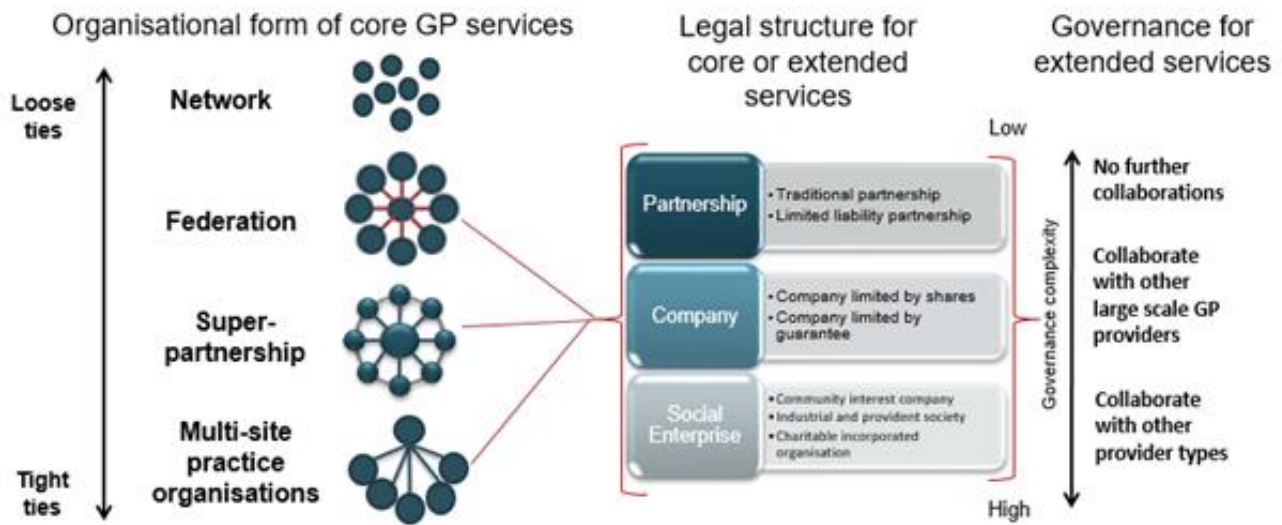 Organisational form of core GP services
Loose
ties
Tight
ties
Network
Federation
Super-
partnership
Multi-site
practice
organisations
Legal structure for
core or extended
services
Partnership
• Traditional partnership
• Limited liability partnership
Company
• Company limited by shares
• Company limited by
guarantee
Social
Enterprise
• Community interest company
• Industrial and provident society
• Charitable incorporated
organisation
Governance for
extended services
Low
Governance complexity
High
No further
collaborations
Collaborate
with other
large scale GP
providers
Collaborate
with other
provider types